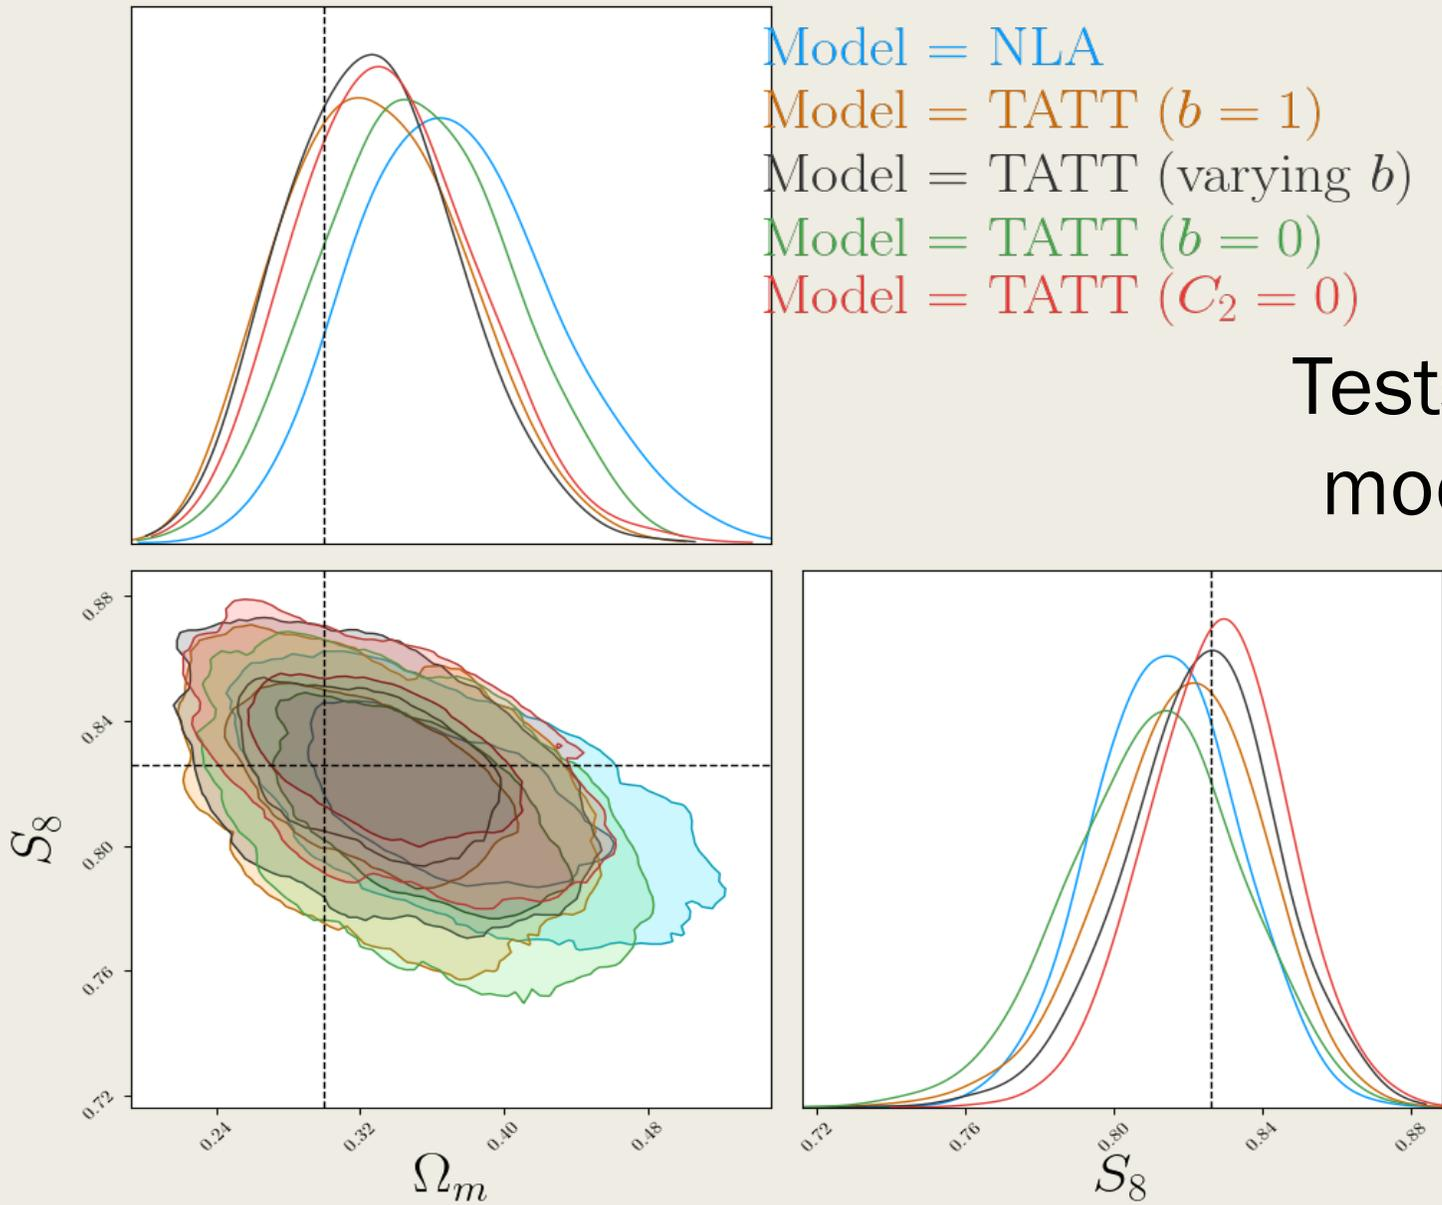 Model = NLA
Model = TATT (b = 1)
Model = TATT (varying b)
Model = TATT (b = 0)
Model = TATT (C₂ = 0)
Test
mo
0.88
0.84
0.80
0.76
0.72
S₈
0.24 0.32 0.40 0.48
Ωₘ
0.72 0.76 0.80 0.84 0.88
S₈